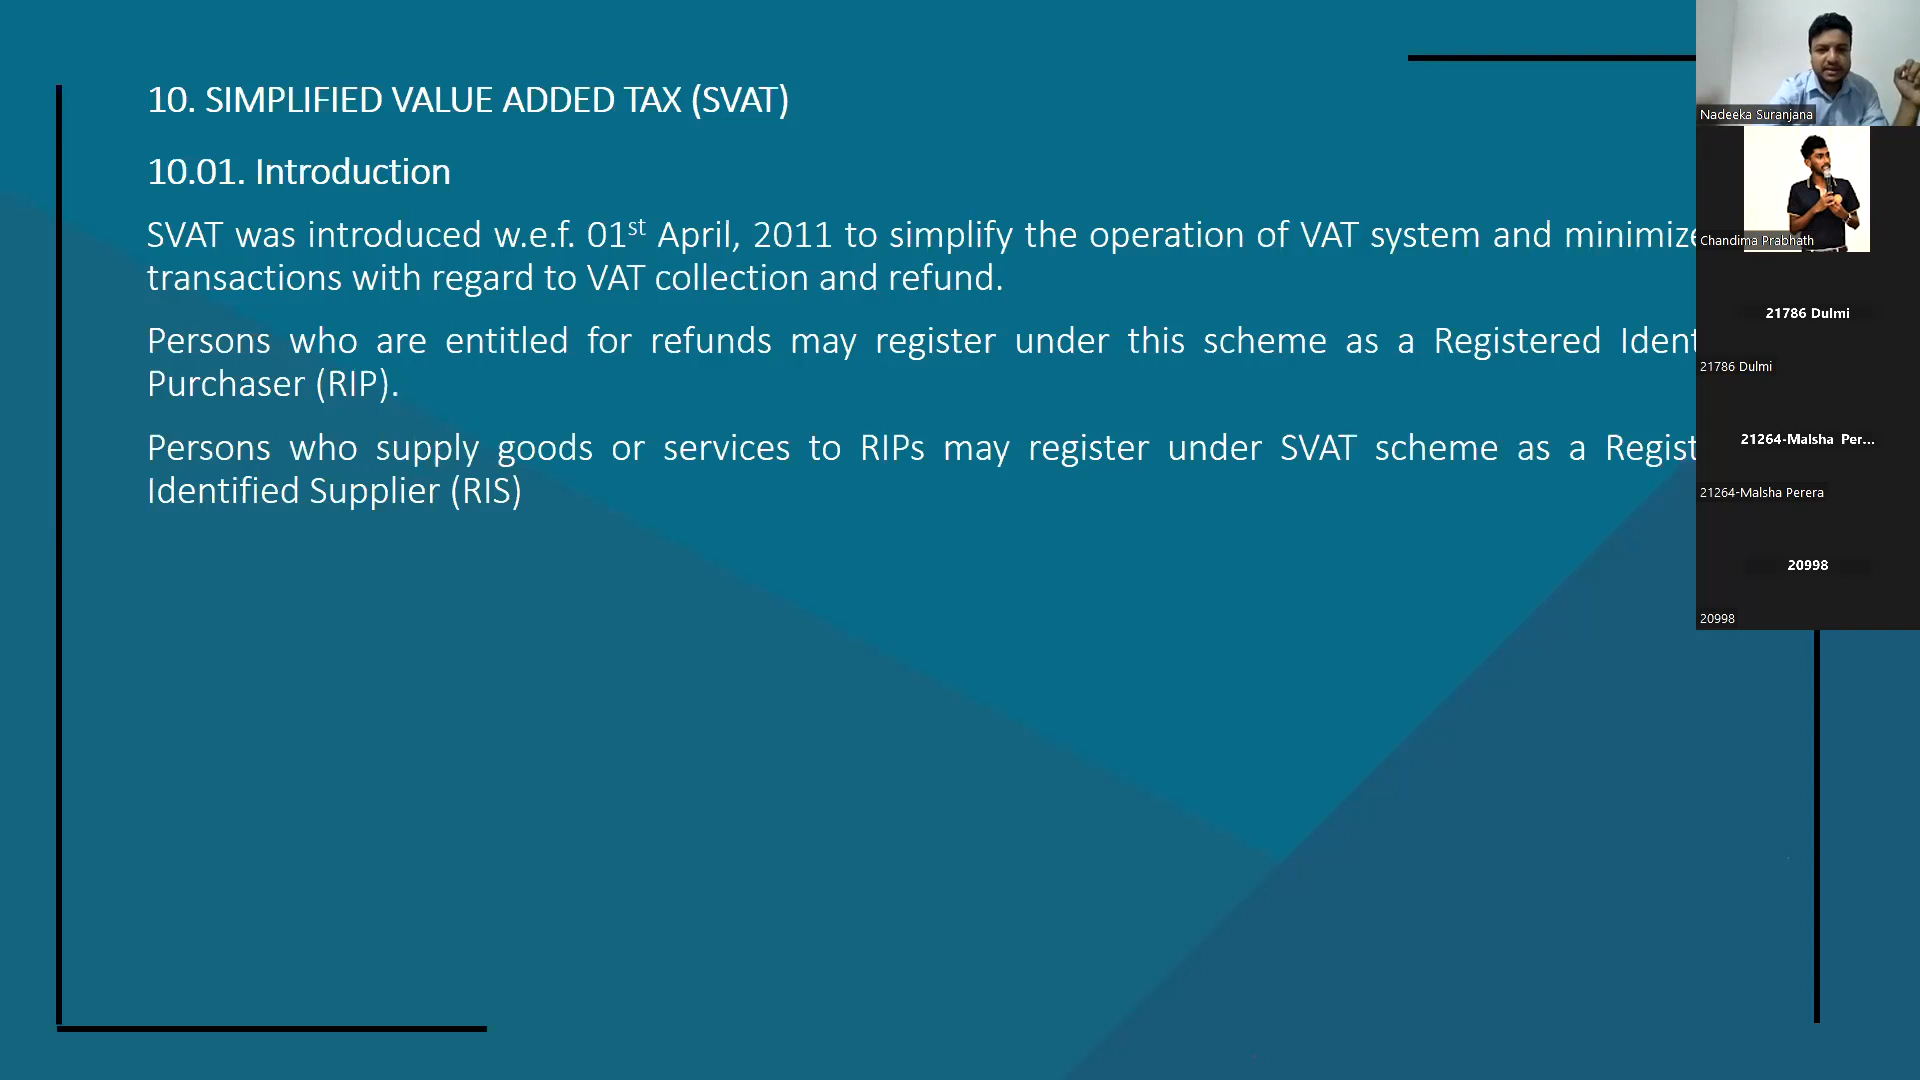 10. SIMPLIFIED VALUE ADDED TAX (SVAT)
10.01. Introduction
SVAT was introduced w.e.f. 01st April, 2011 to simplify the operation of VAT system and minimize
transactions with regard to VAT collection and refund.
Persons who are entitled for refunds may register under this scheme as a Registered Ident
Purchaser (RIP).
Persons who supply goods or services to RIPs may register under SVAT scheme as a Regist
Identified Supplier (RIS)
Nadeeka Suranjana
Chandima Prabhath
21786 Dulmi
21786 Dulmi
21264-Malsha Per...
21264-Malsha Perera
20998
20998